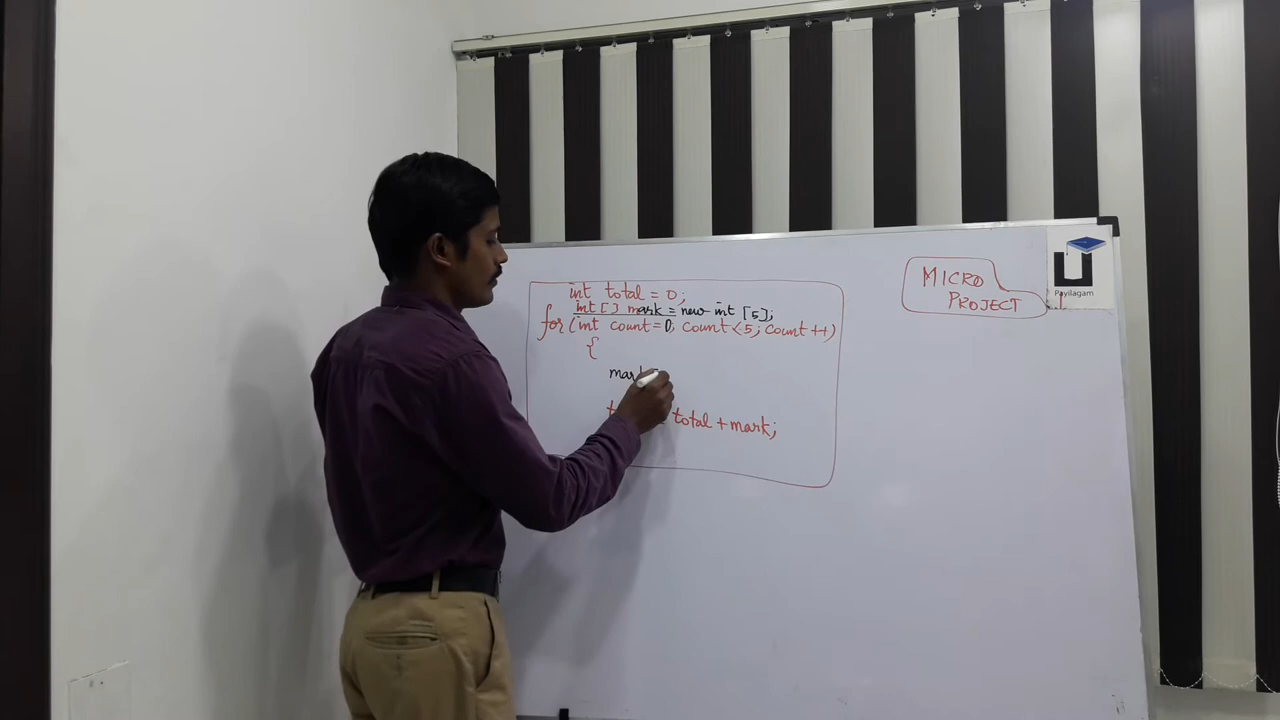 int total = 0;
int [ ] mark = new int [5];
for (int count=0; count <5; count ++)
{
total + mark;
MICRO
PROJECT
Payilagam